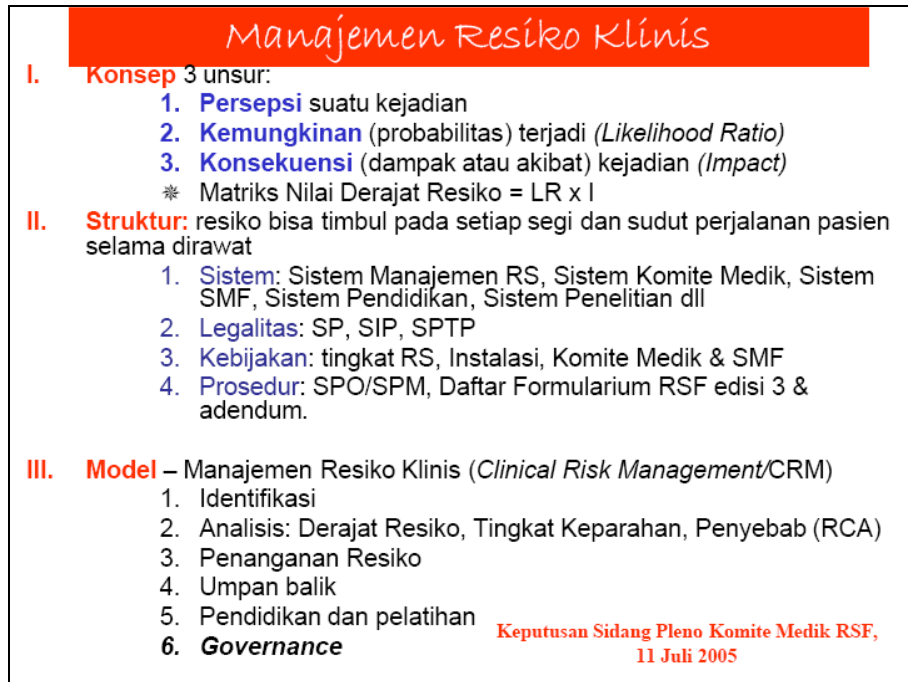 Manajemen Resiko Klinis
I. Konsep 3 unsur:
1. Persepsi suatu kejadian
2. Kemungkinan (probabilitas) terjadi (Likelihood Ratio)
3. Konsekuensi (dampak atau akibat) kejadian (Impact)
✵ Matriks Nilai Derajat Resiko = LR x I
II. Struktur: resiko bisa timbul pada setiap segi dan sudut perjalanan pasien
selama dirawat
1. Sistem: Sistem Manajemen RS, Sistem Komite Medik, Sistem
SMF, Sistem Pendidikan, Sistem Penelitian dll
2. Legalitas: SP, SIP, SPTP
3. Kebijakan: tingkat RS, Instalasi, Komite Medik & SMF
4. Prosedur: SPO/SPM, Daftar Formularium RSF edisi 3 &
adendum.
III. Model – Manajemen Resiko Klinis (Clinical Risk Management/CRM)
1. Identifikasi
2. Analisis: Derajat Resiko, Tingkat Keparahan, Penyebab (RCA)
3. Penanganan Resiko
4. Umpan balik
5. Pendidikan dan pelatihan
6. Governance
Keputusan Sidang Pleno Komite Medik RSF,
11 Juli 2005